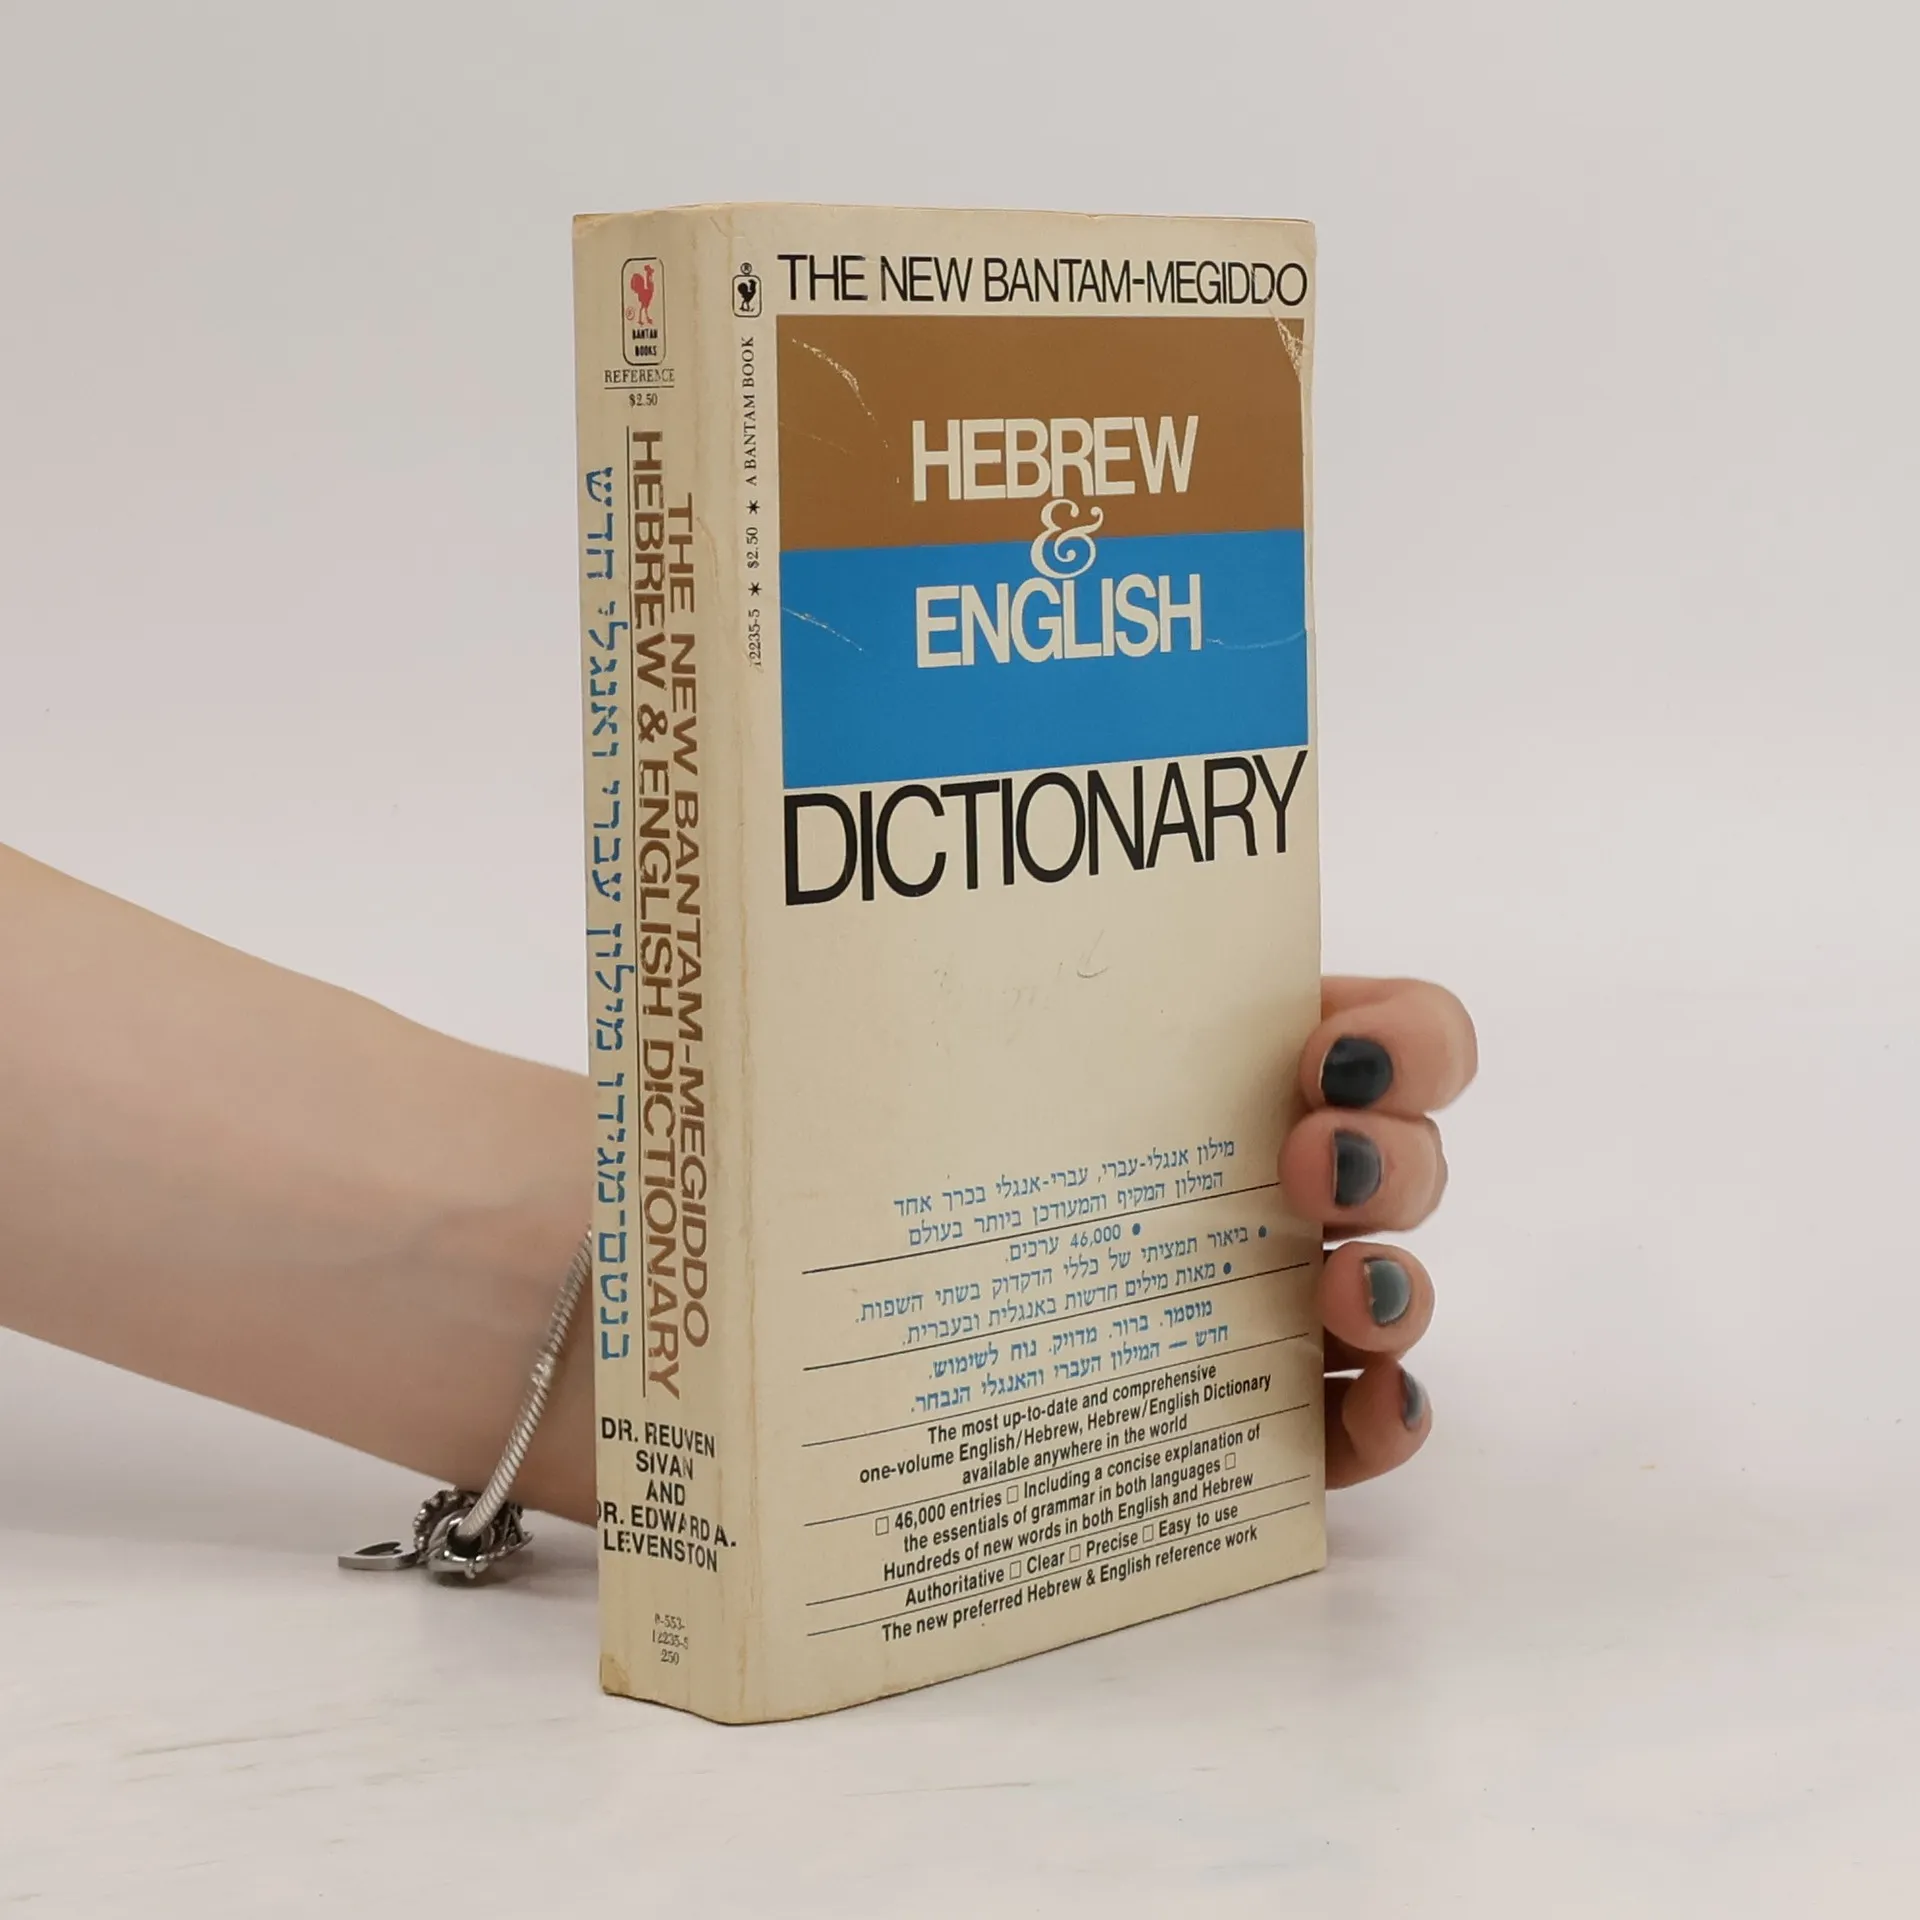 BANTAM
BOOKS
REFERENCE
$2.50
THE NEW BANTAM-MEGIDDO
HEBREW & ENGLISH DICTIONARY
בנטם־מגידו מילון עברי ואנגלי חדש
DR. REUVEN
SIVAN
AND
DR. EDWARD A.
LEVENSTON
0-553-
12235-5
250
12235-5 * $2.50 * A BANTAM BOOK
THE NEW BANTAM-MEGIDDO
HEBREW
&
ENGLISH
DICTIONARY
מילון אנגלי-עברי, עברי-אנגלי בכרך אחד
המילון המקיף והמעודכן ביותר בעולם
• 46,000 ערכים.
• ביאור תמציתי של כללי הדקדוק בשתי השפות.
• מאות מילים חדשות באנגלית ובעברית.
מוסמך. ברור. מדויק. נוח לשימוש.
חדש — המילון העברי והאנגלי הנבחר.
The most up-to-date and comprehensive
one-volume English/Hebrew, Hebrew/English Dictionary
available anywhere in the world
□ 46,000 entries □ Including a concise explanation of
the essentials of grammar in both languages □
Hundreds of new words in both English and Hebrew
Authoritative □ Clear □ Precise □ Easy to use
The new preferred Hebrew & English reference work